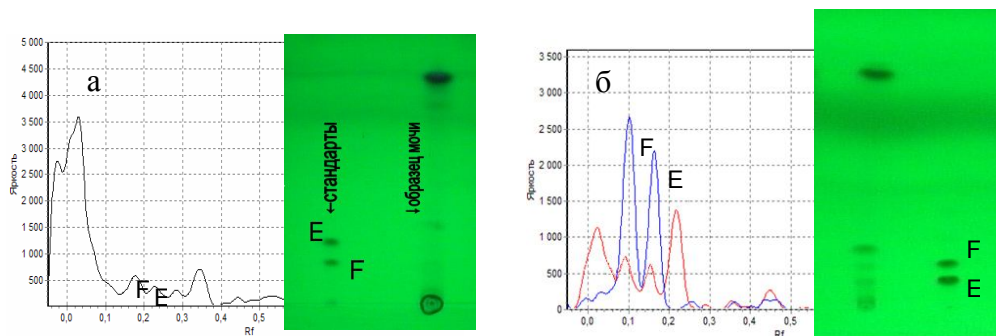 а
5 000
4 500
4 000
3 500
3 000
2 500
2 000
1 500
1 000
500
Яркость
F
E
0,0
0,1
0,2
0,3
0,4
0,5
Rf
←стандарты
↓образец мочи
E
F
б
3 500
3 000
2 500
2 000
1 500
1 000
500
Яркость
F
E
0,0
0,1
0,2
0,3
0,4
0,5
Rf
F
E